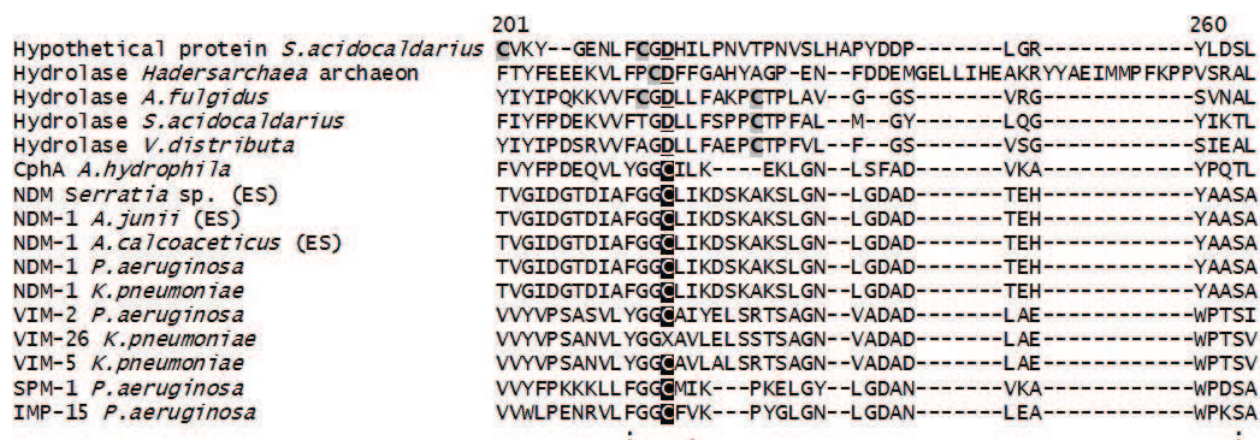 201 260
Hypothetical protein S.acidocaldarius CVKY--GENLFCGDHILPNVTPNVSLHAPYDDP-------LGR------------YLDSL
Hydrolase Hadersarchaea archaeon FTYFEEEKVLFPCDFFGAHYAGP-EN--FDDEMGELLIHEAKRYYAEIMMPFKPPVSRAL
Hydrolase A.fulgidus YIYIPQKKVVFCGDLLFAKPCTPLAV--G--GS-------VRG------------SVNAL
Hydrolase S.acidocaldarius FIYFPDEKVVFTGDLLFSPPCTPFAL--M--GY-------LQG------------YIKTL
Hydrolase V.distributa YIYIPDSRVVFAGDLLFAEPCTPFVL--F--GS-------VSG------------SIEAL
CphA A.hydrophila FVYFPDEQVLYGGCILK----EKLGN--LSFAD-------VKA------------YPQTL
NDM Serratia sp. (ES) TVGIDGTDIAFGGCLIKDSKAKSLGN--LGDAD-------TEH------------YAASA
NDM-1 A.junii (ES) TVGIDGTDIAFGGCLIKDSKAKSLGN--LGDAD-------TEH------------YAASA
NDM-1 A.calcoaceticus (ES) TVGIDGTDIAFGGCLIKDSKAKSLGN--LGDAD-------TEH------------YAASA
NDM-1 P.aeruginosa TVGIDGTDIAFGGCLIKDSKAKSLGN--LGDAD-------TEH------------YAASA
NDM-1 K.pneumoniae TVGIDGTDIAFGGCLIKDSKAKSLGN--LGDAD-------TEH------------YAASA
VIM-2 P.aeruginosa VVYVPSASVLYGGCAIYELSRTSAGN--VADAD-------LAE------------WPTSI
VIM-26 K.pneumoniae VVYVPSANVLYGGXAVLELSSTSAGN--VADAD-------LAE------------WPTSV
VIM-5 K.pneumoniae VVYVPSANVLYGGCAVLALSRTSAGN--VADAD-------LAE------------WPTSV
SPM-1 P.aeruginosa VVYFPKKKLLFGGCMIK---PKELGY--LGDAN-------VKA------------WPDSA
IMP-15 P.aeruginosa VVWLPENRVLFGGCFVK---PYGLGN--LGDAN-------LEA------------WPKSA